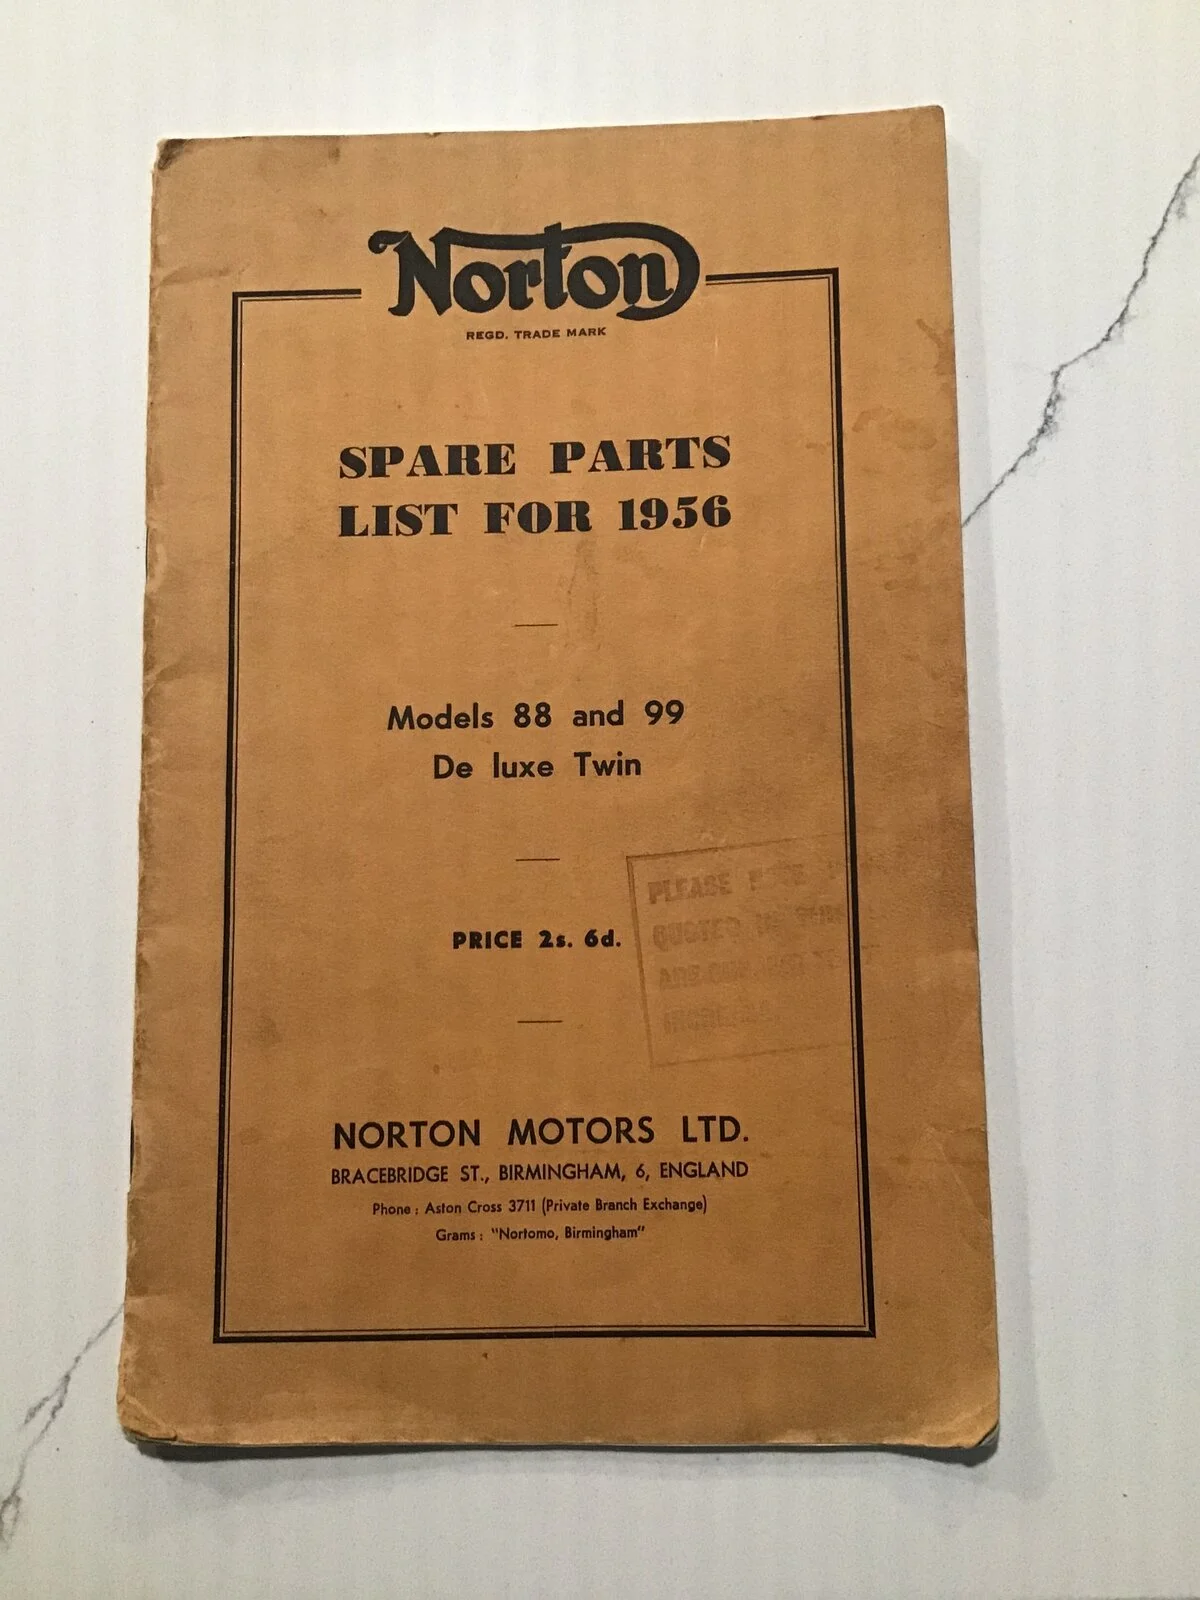 Norton
REGD. TRADE MARK
SPARE PARTS
LIST FOR 1956
Models 88 and 99
De luxe Twin
PLEASE
QUOTED
PRICE 2s. 6d.
ARE
NORTON MOTORS LTD.
BRACEBRIDGE ST., BIRMINGHAM, 6, ENGLAND
Phone : Aston Cross 3711 (Private Branch Exchange)
Grams : "Nortomo, Birmingham"